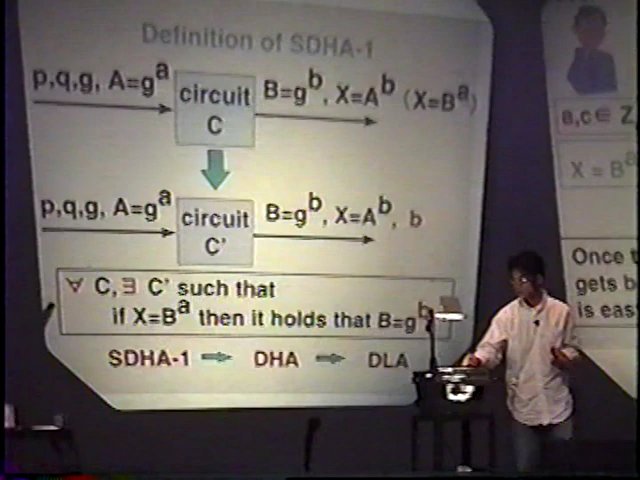 Definition of SDHA-1
p,q,g, A=g^a
circuit C
B=g^b, X=A^b (X=B^a)
p,q,g, A=g^a
circuit C'
B=g^b, X=A^b, b
∀ C, ∃ C' such that
if X=B^a then it holds that B=g^b
SDHA-1 ⇒ DHA ⇒ DLA
a,c ∈ Z
X = B^a
Once
gets
is